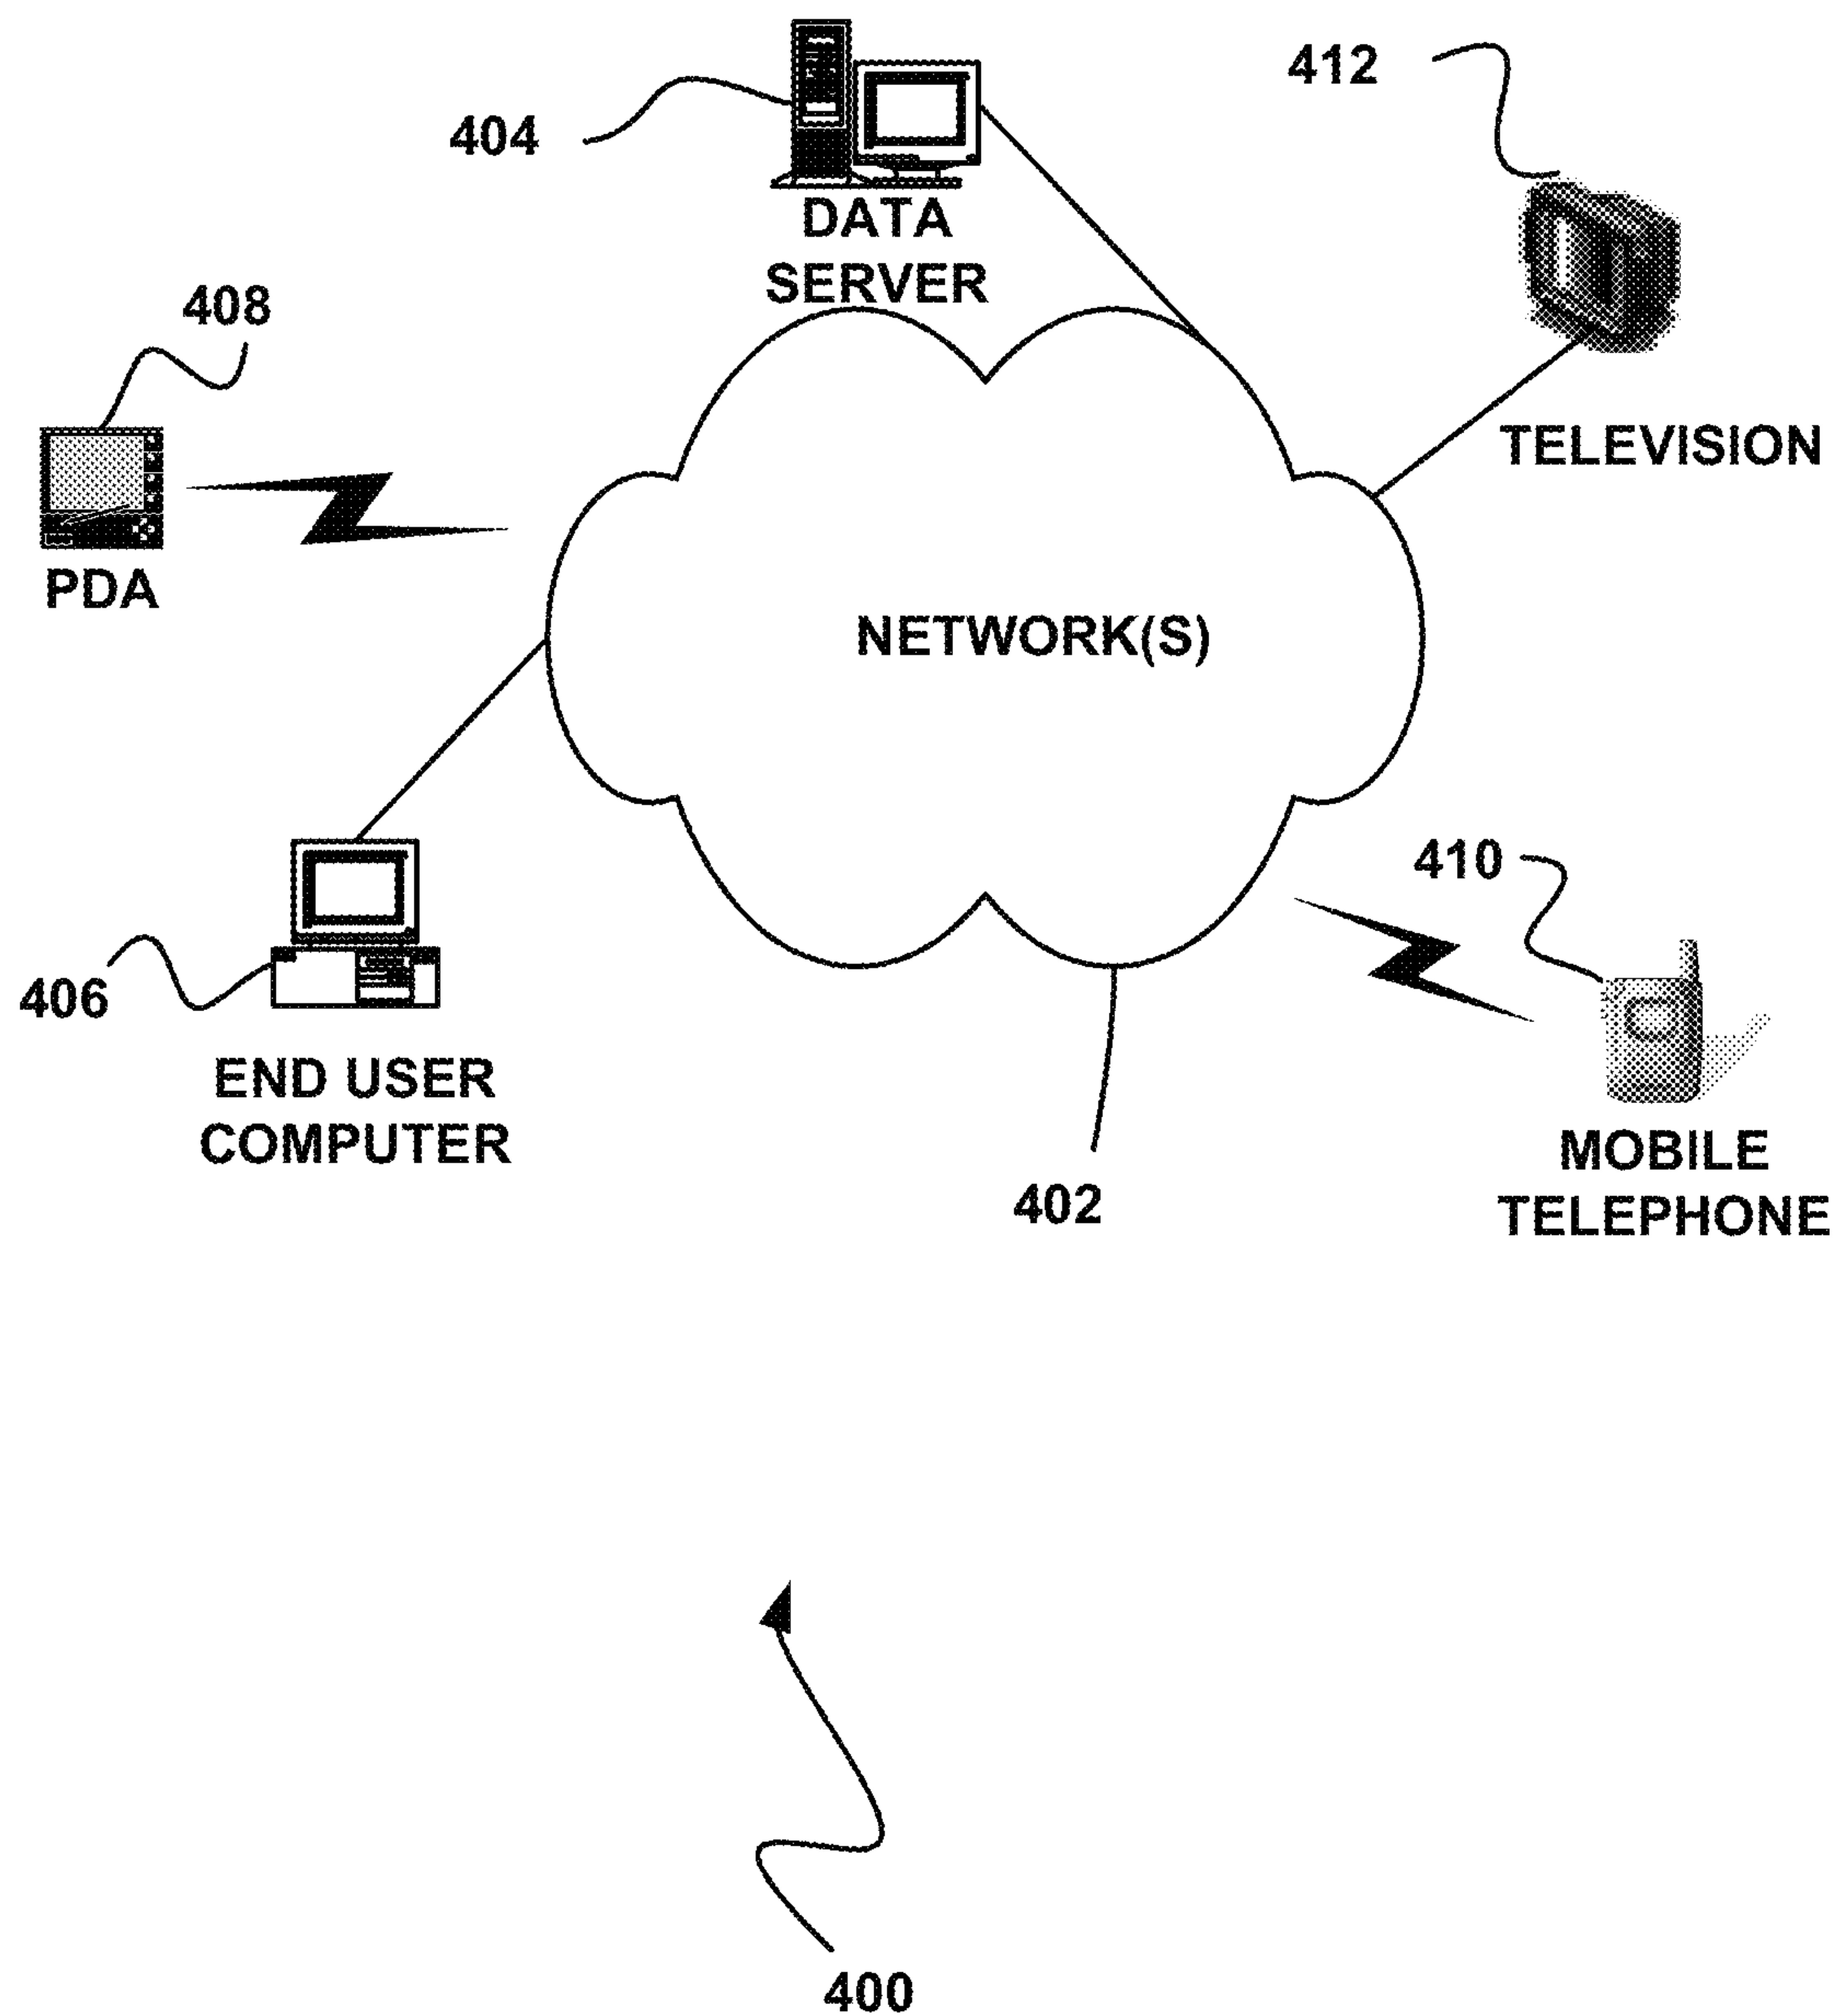 412
404
DATA
SERVER
408
TELEVISION
PDA
NETWORK(S)
410
406
END USER
COMPUTER
MOBILE
TELEPHONE
402
400